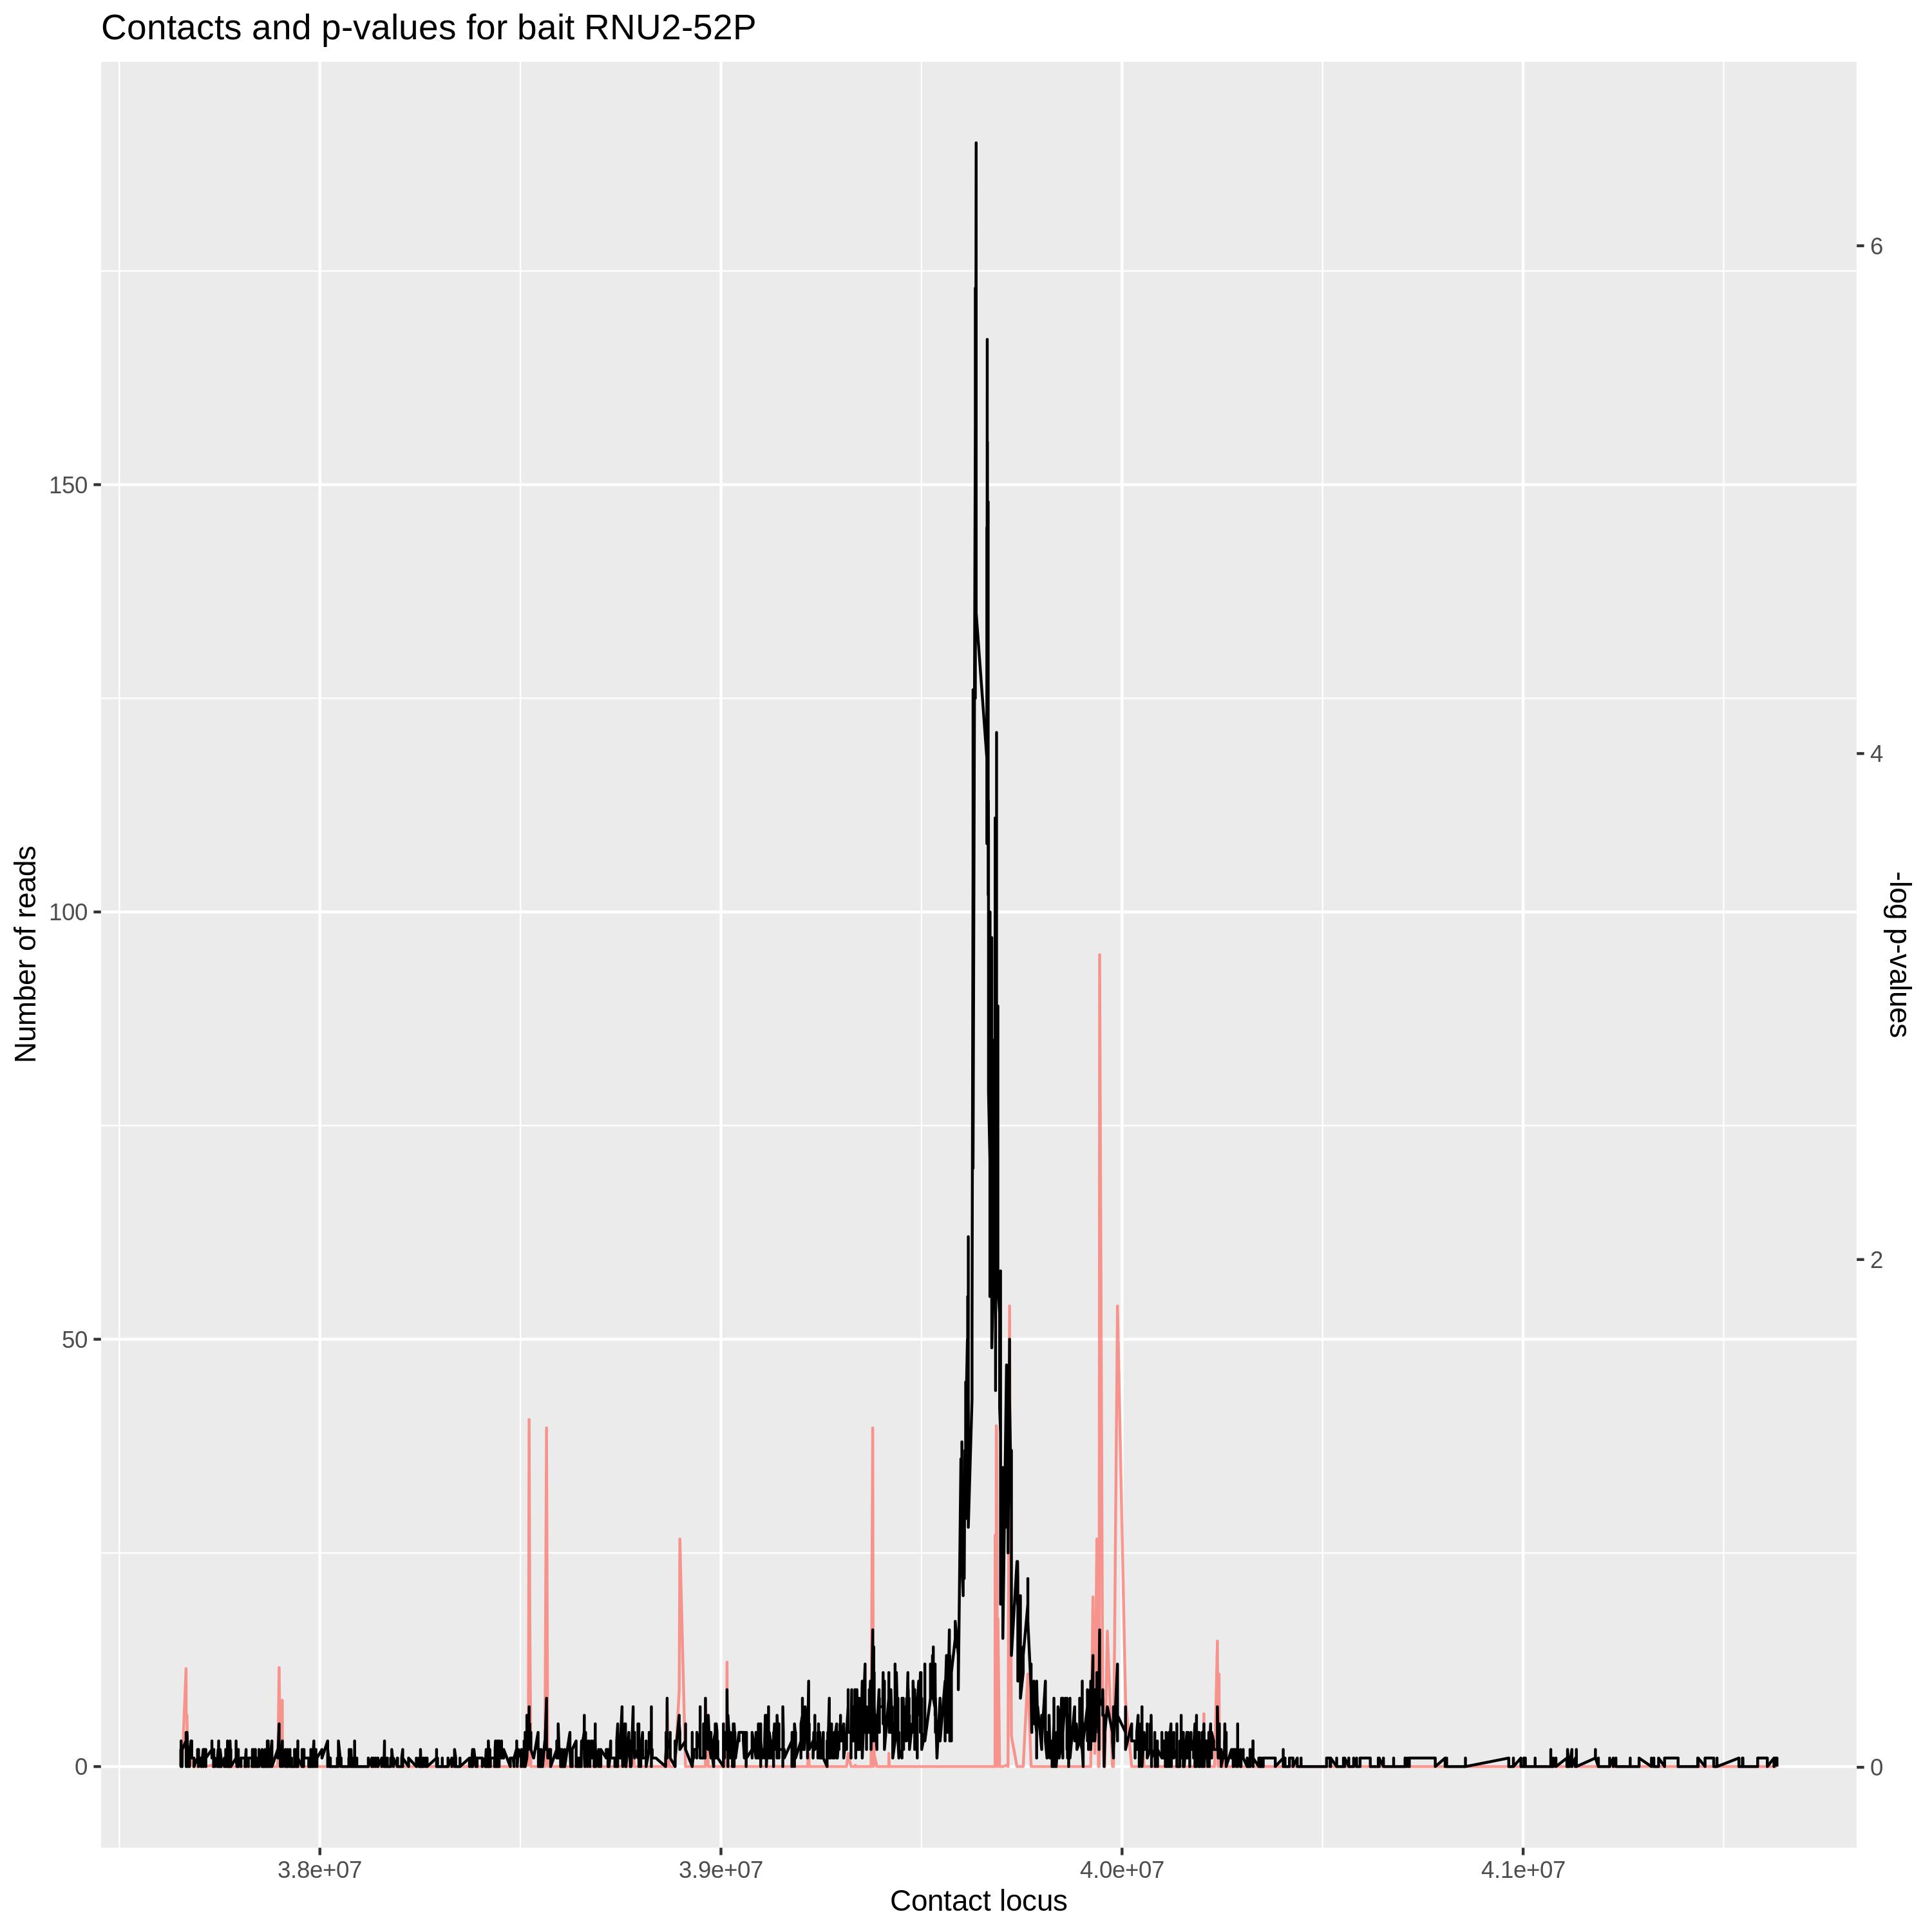 Contacts and p-values for bait RNU2-52P
Number of reads
150
100
50
0
6
4
2
0
-log p-values
3.8e+07
3.9e+07
4.0e+07
4.1e+07
Contact locus